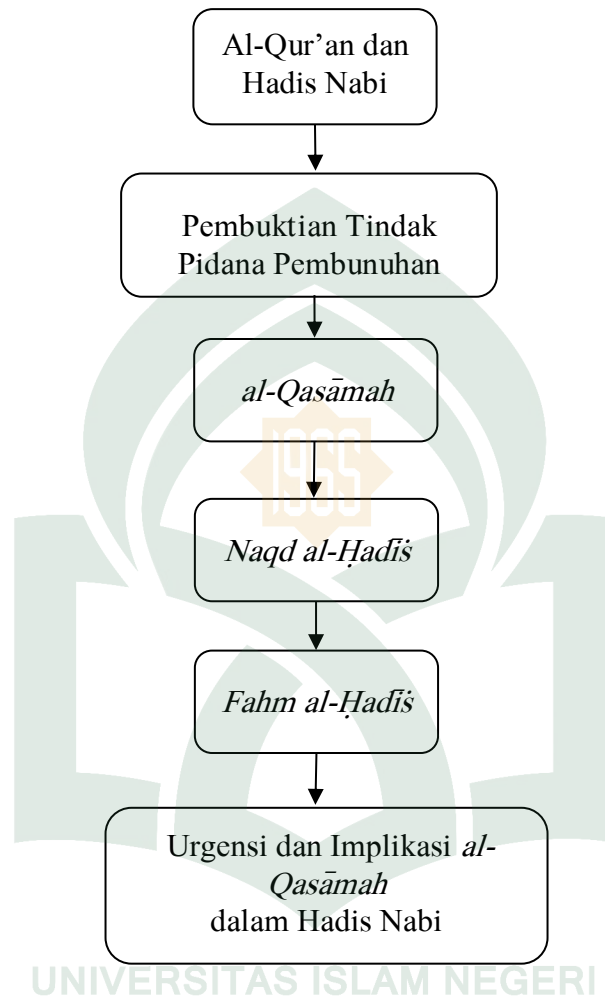 Al-Qur’an dan
Hadis Nabi
Pembuktian Tindak
Pidana Pembunuhan
al-Qasāmah
1965
Naqd al-Ḥadīṡ
Fahm al-Ḥadīṡ
Urgensi dan Implikasi al-
Qasāmah
dalam Hadis Nabi
UNIVERSITAS ISLAM NEGERI